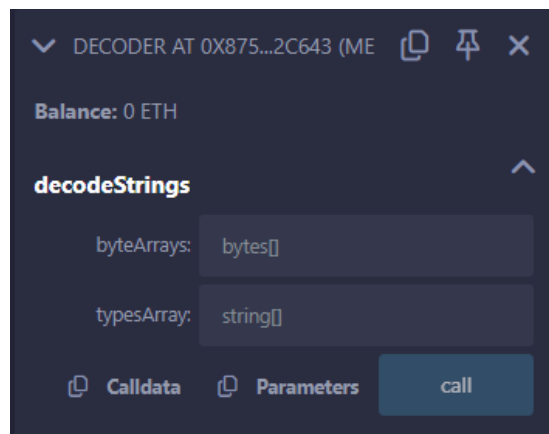 DECODER AT 0X875...2C643 (ME
Balance: 0 ETH
decodeStrings
byteArrays: bytes[]
typesArray: string[]
Calldata Parameters call